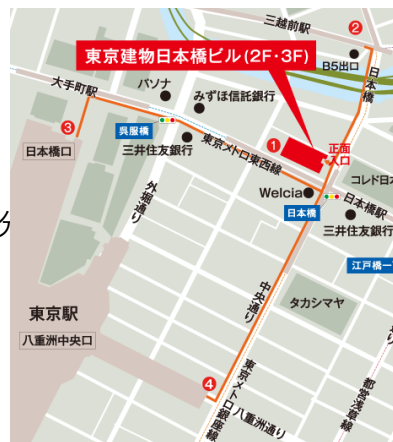 三越前駅
2
東京建物日本橋ビル(2F・3F)
B5出口
日本橋
大手町駅
パソナ
みずほ信託銀行
3
呉服橋
1
正面
入口
日本橋口
三井住友銀行
東京メトロ東西線
コレド日本
Welcia
日本橋駅
外堀通り
日本橋
三井住友銀行
江戸橋一
中央通り
タカシマヤ
東京駅
八重洲中央口
4
東京メトロ銀座線
八重洲通り
都営浅草線